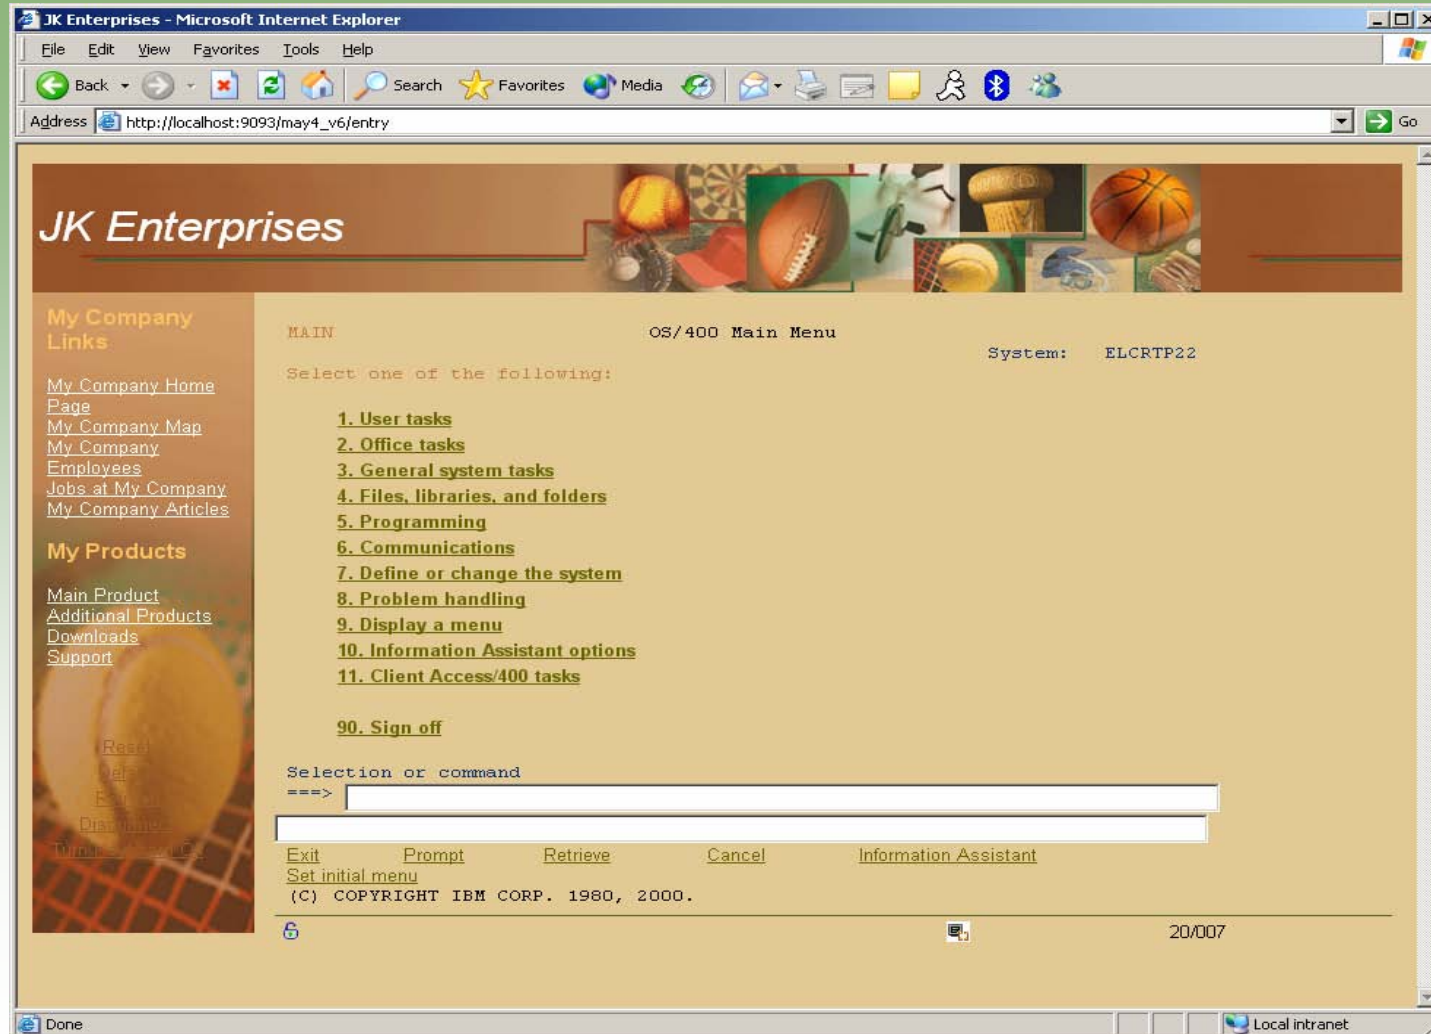 JK Enterprises - Microsoft Internet Explorer
File Edit View Favorites Tools Help
Back Search Favorites Media
Address http://localhost:9093/may4_v6/entry Go
JK Enterprises
My Company
Links
My Company Home
Page
My Company Map
My Company
Employees
Jobs at My Company
My Company Articles
My Products
Main Product
Additional Products
Downloads
Support
Reset
MAIN OS/400 Main Menu
System: ELCRTP22
Select one of the following:
1. User tasks
2. Office tasks
3. General system tasks
4. Files, libraries, and folders
5. Programming
6. Communications
7. Define or change the system
8. Problem handling
9. Display a menu
10. Information Assistant options
11. Client Access/400 tasks
90. Sign off
Selection or command
===>
Exit Prompt Retrieve Cancel Information Assistant
Set initial menu
(C) COPYRIGHT IBM CORP. 1980, 2000.
20/007
Done Local intranet